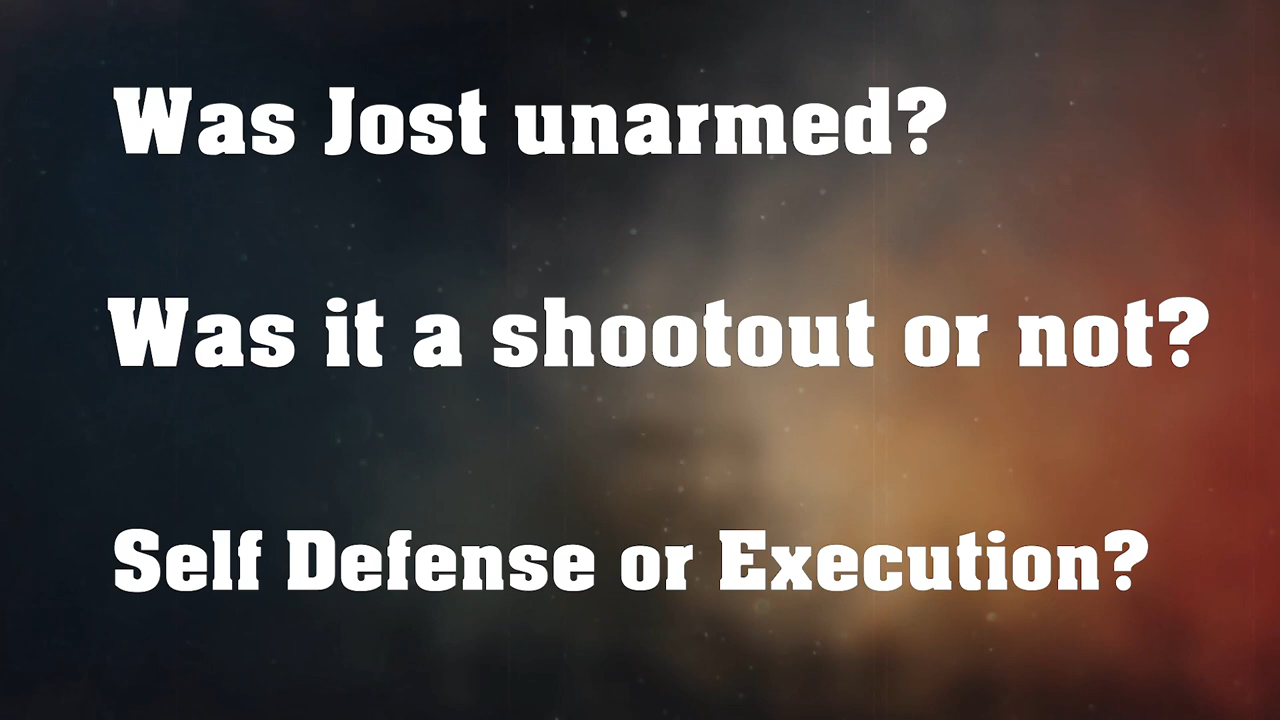 Was Jost unarmed?
Was it a shootout or not?
Self Defense or Execution?